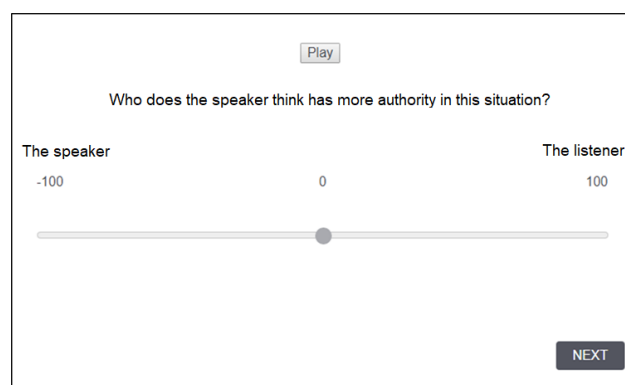 Play
Who does the speaker think has more authority in this situation?
The speaker The listener
-100 0 100
NEXT